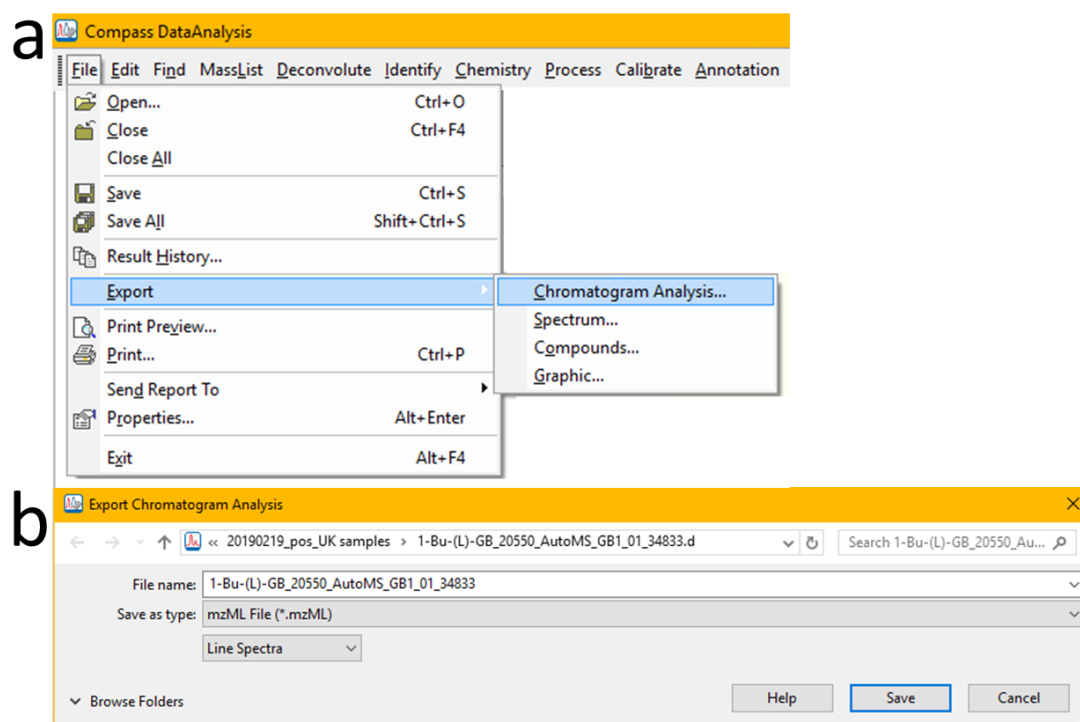 a
Compass DataAnalysis
File Edit Find MassList Deconvolute Identify Chemistry Process Calibrate Annotation
Open... Ctrl+O
Close Ctrl+F4
Close All
Save Ctrl+S
Save All Shift+Ctrl+S
Result History...
Export
Chromatogram Analysis...
Spectrum...
Compounds...
Graphic...
Print Preview...
Print... Ctrl+P
Send Report To
Properties... Alt+Enter
Exit Alt+F4
b
Export Chromatogram Analysis
« 20190219_pos_UK samples › 1-Bu-(L)-GB_20550_AutoMS_GB1_01_34833.d
Search 1-Bu-(L)-GB_20550_Au...
File name: 1-Bu-(L)-GB_20550_AutoMS_GB1_01_34833
Save as type: mzML File (*.mzML)
Line Spectra
Browse Folders
Help Save Cancel